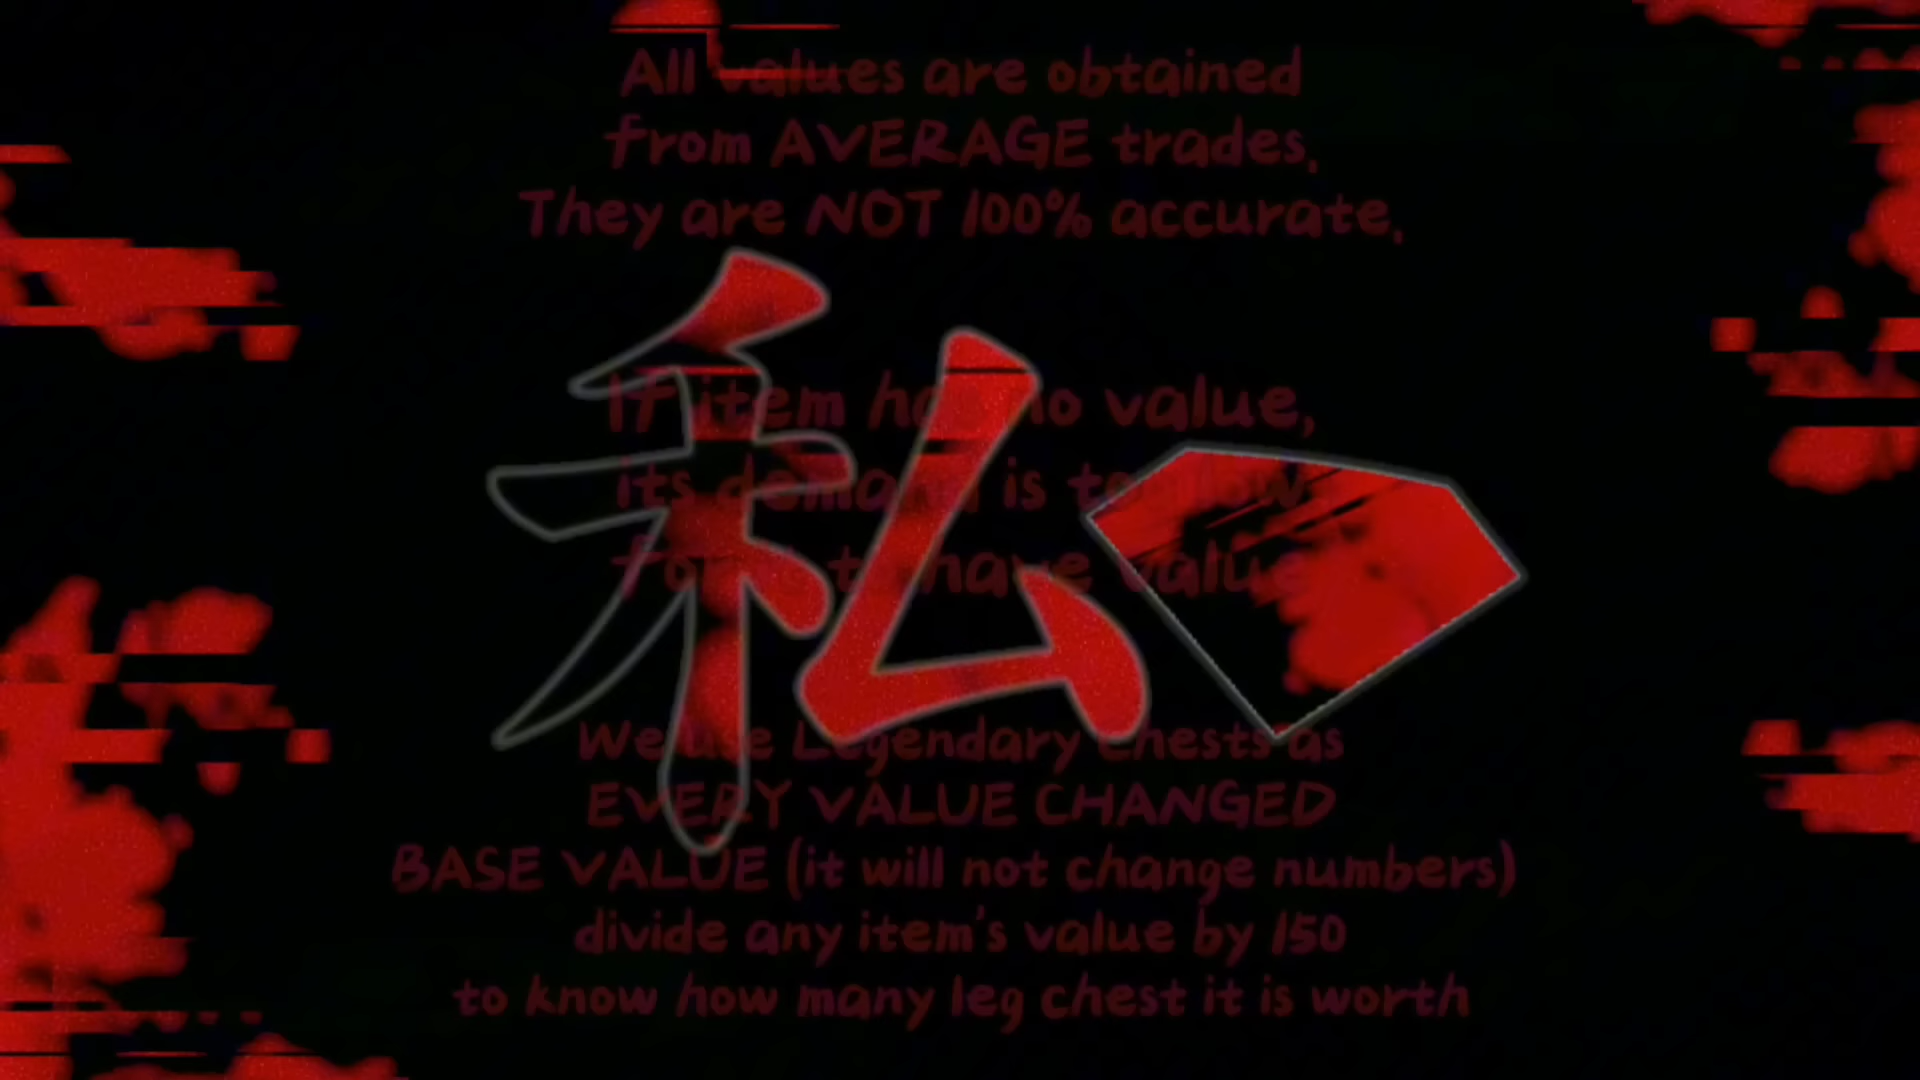 All values are obtained
from AVERAGE trades,
They are NOT 100% accurate,
If item has no value,
its demand is too low
for it to have value
私
We use Legendary Chests as
EVERY VALUE CHANGED
BASE VALUE (it will not change numbers)
divide any item's value by 150
to know how many leg chest it is worth